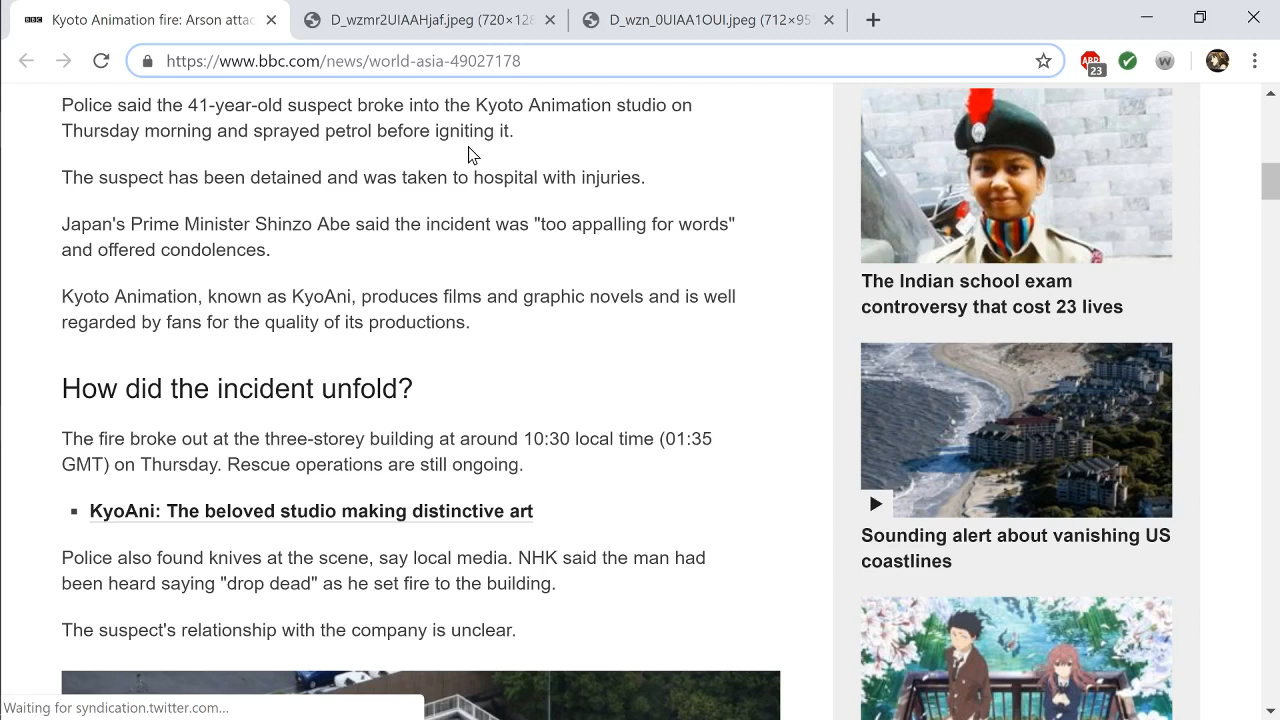 BBC Kyoto Animation fire: Arson attac
D_wzmr2UIAAHjaf.jpeg (720×128
D_wzn_0UIAA1OUI.jpeg (712×95
https://www.bbc.com/news/world-asia-49027178
ABP
23
W
Police said the 41-year-old suspect broke into the Kyoto Animation studio on
Thursday morning and sprayed petrol before igniting it.
The suspect has been detained and was taken to hospital with injuries.
Japan's Prime Minister Shinzo Abe said the incident was "too appalling for words"
and offered condolences.
Kyoto Animation, known as KyoAni, produces films and graphic novels and is well
regarded by fans for the quality of its productions.
How did the incident unfold?
The fire broke out at the three-storey building at around 10:30 local time (01:35
GMT) on Thursday. Rescue operations are still ongoing.
KyoAni: The beloved studio making distinctive art
Police also found knives at the scene, say local media. NHK said the man had
been heard saying "drop dead" as he set fire to the building.
The suspect's relationship with the company is unclear.
The Indian school exam
controversy that cost 23 lives
Sounding alert about vanishing US
coastlines
Waiting for syndication.twitter.com...